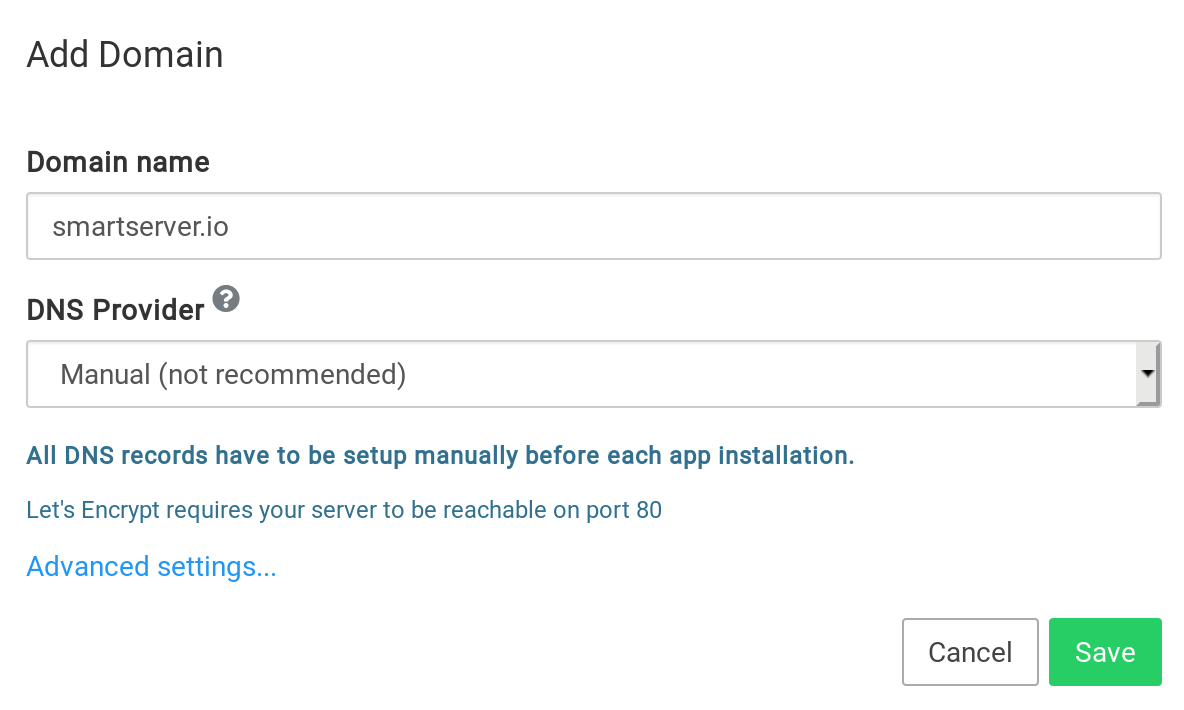 Add Domain
Domain name
smartserver.io
DNS Provider ?
Manual (not recommended)
All DNS records have to be setup manually before each app installation.
Let's Encrypt requires your server to be reachable on port 80
Advanced settings...
Cancel Save